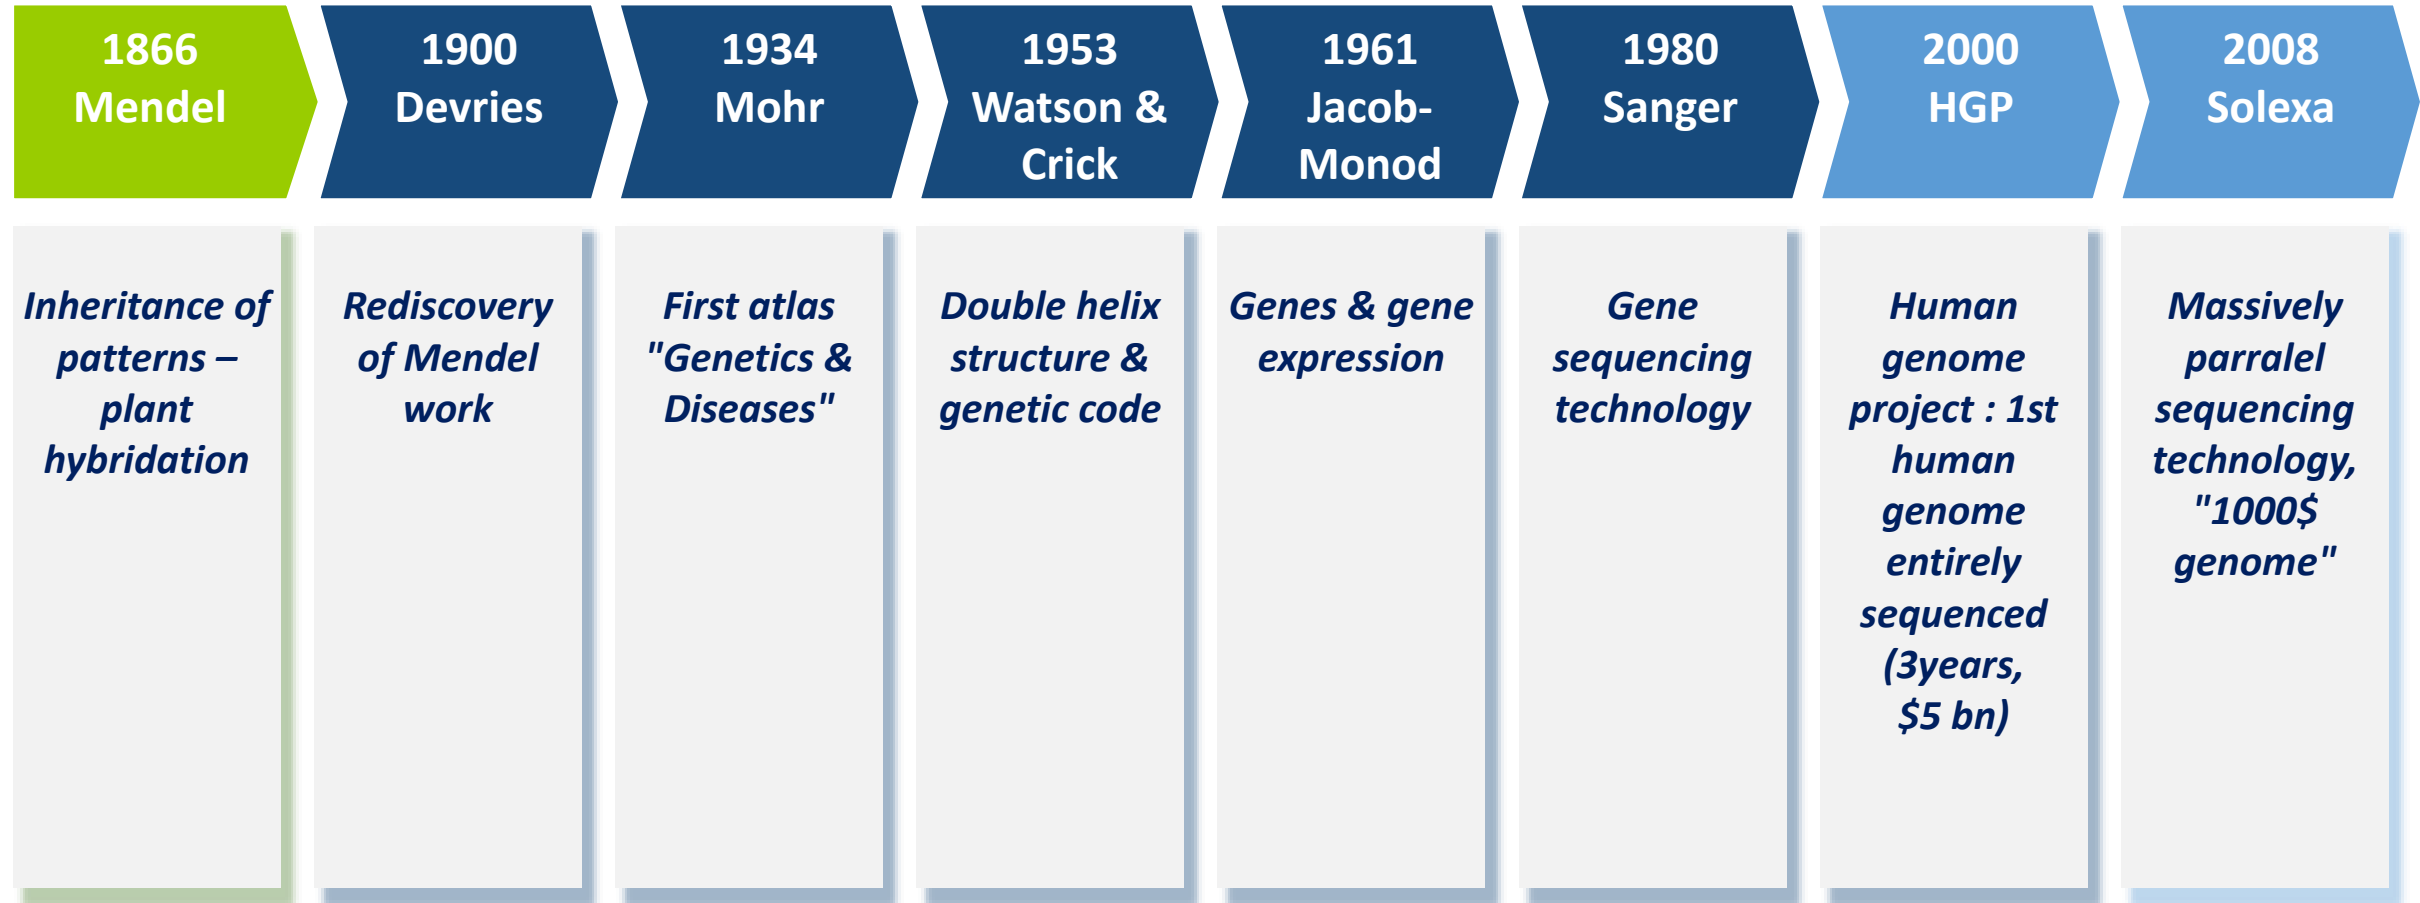 1866
Mendel
1900
Devries
1934
Mohr
1953
Watson &
Crick
1961
Jacob-
Monod
1980
Sanger
2000
HGP
2008
Solexa
Inheritance of
patterns –
plant
hybridation
Rediscovery
of Mendel
work
First atlas
"Genetics &
Diseases"
Double helix
structure &
genetic code
Genes & gene
expression
Gene
sequencing
technology
Human
genome
project : 1st
human
genome
entirely
sequenced
(3years,
$5 bn)
Massively
parralel
sequencing
technology,
"1000$
genome"